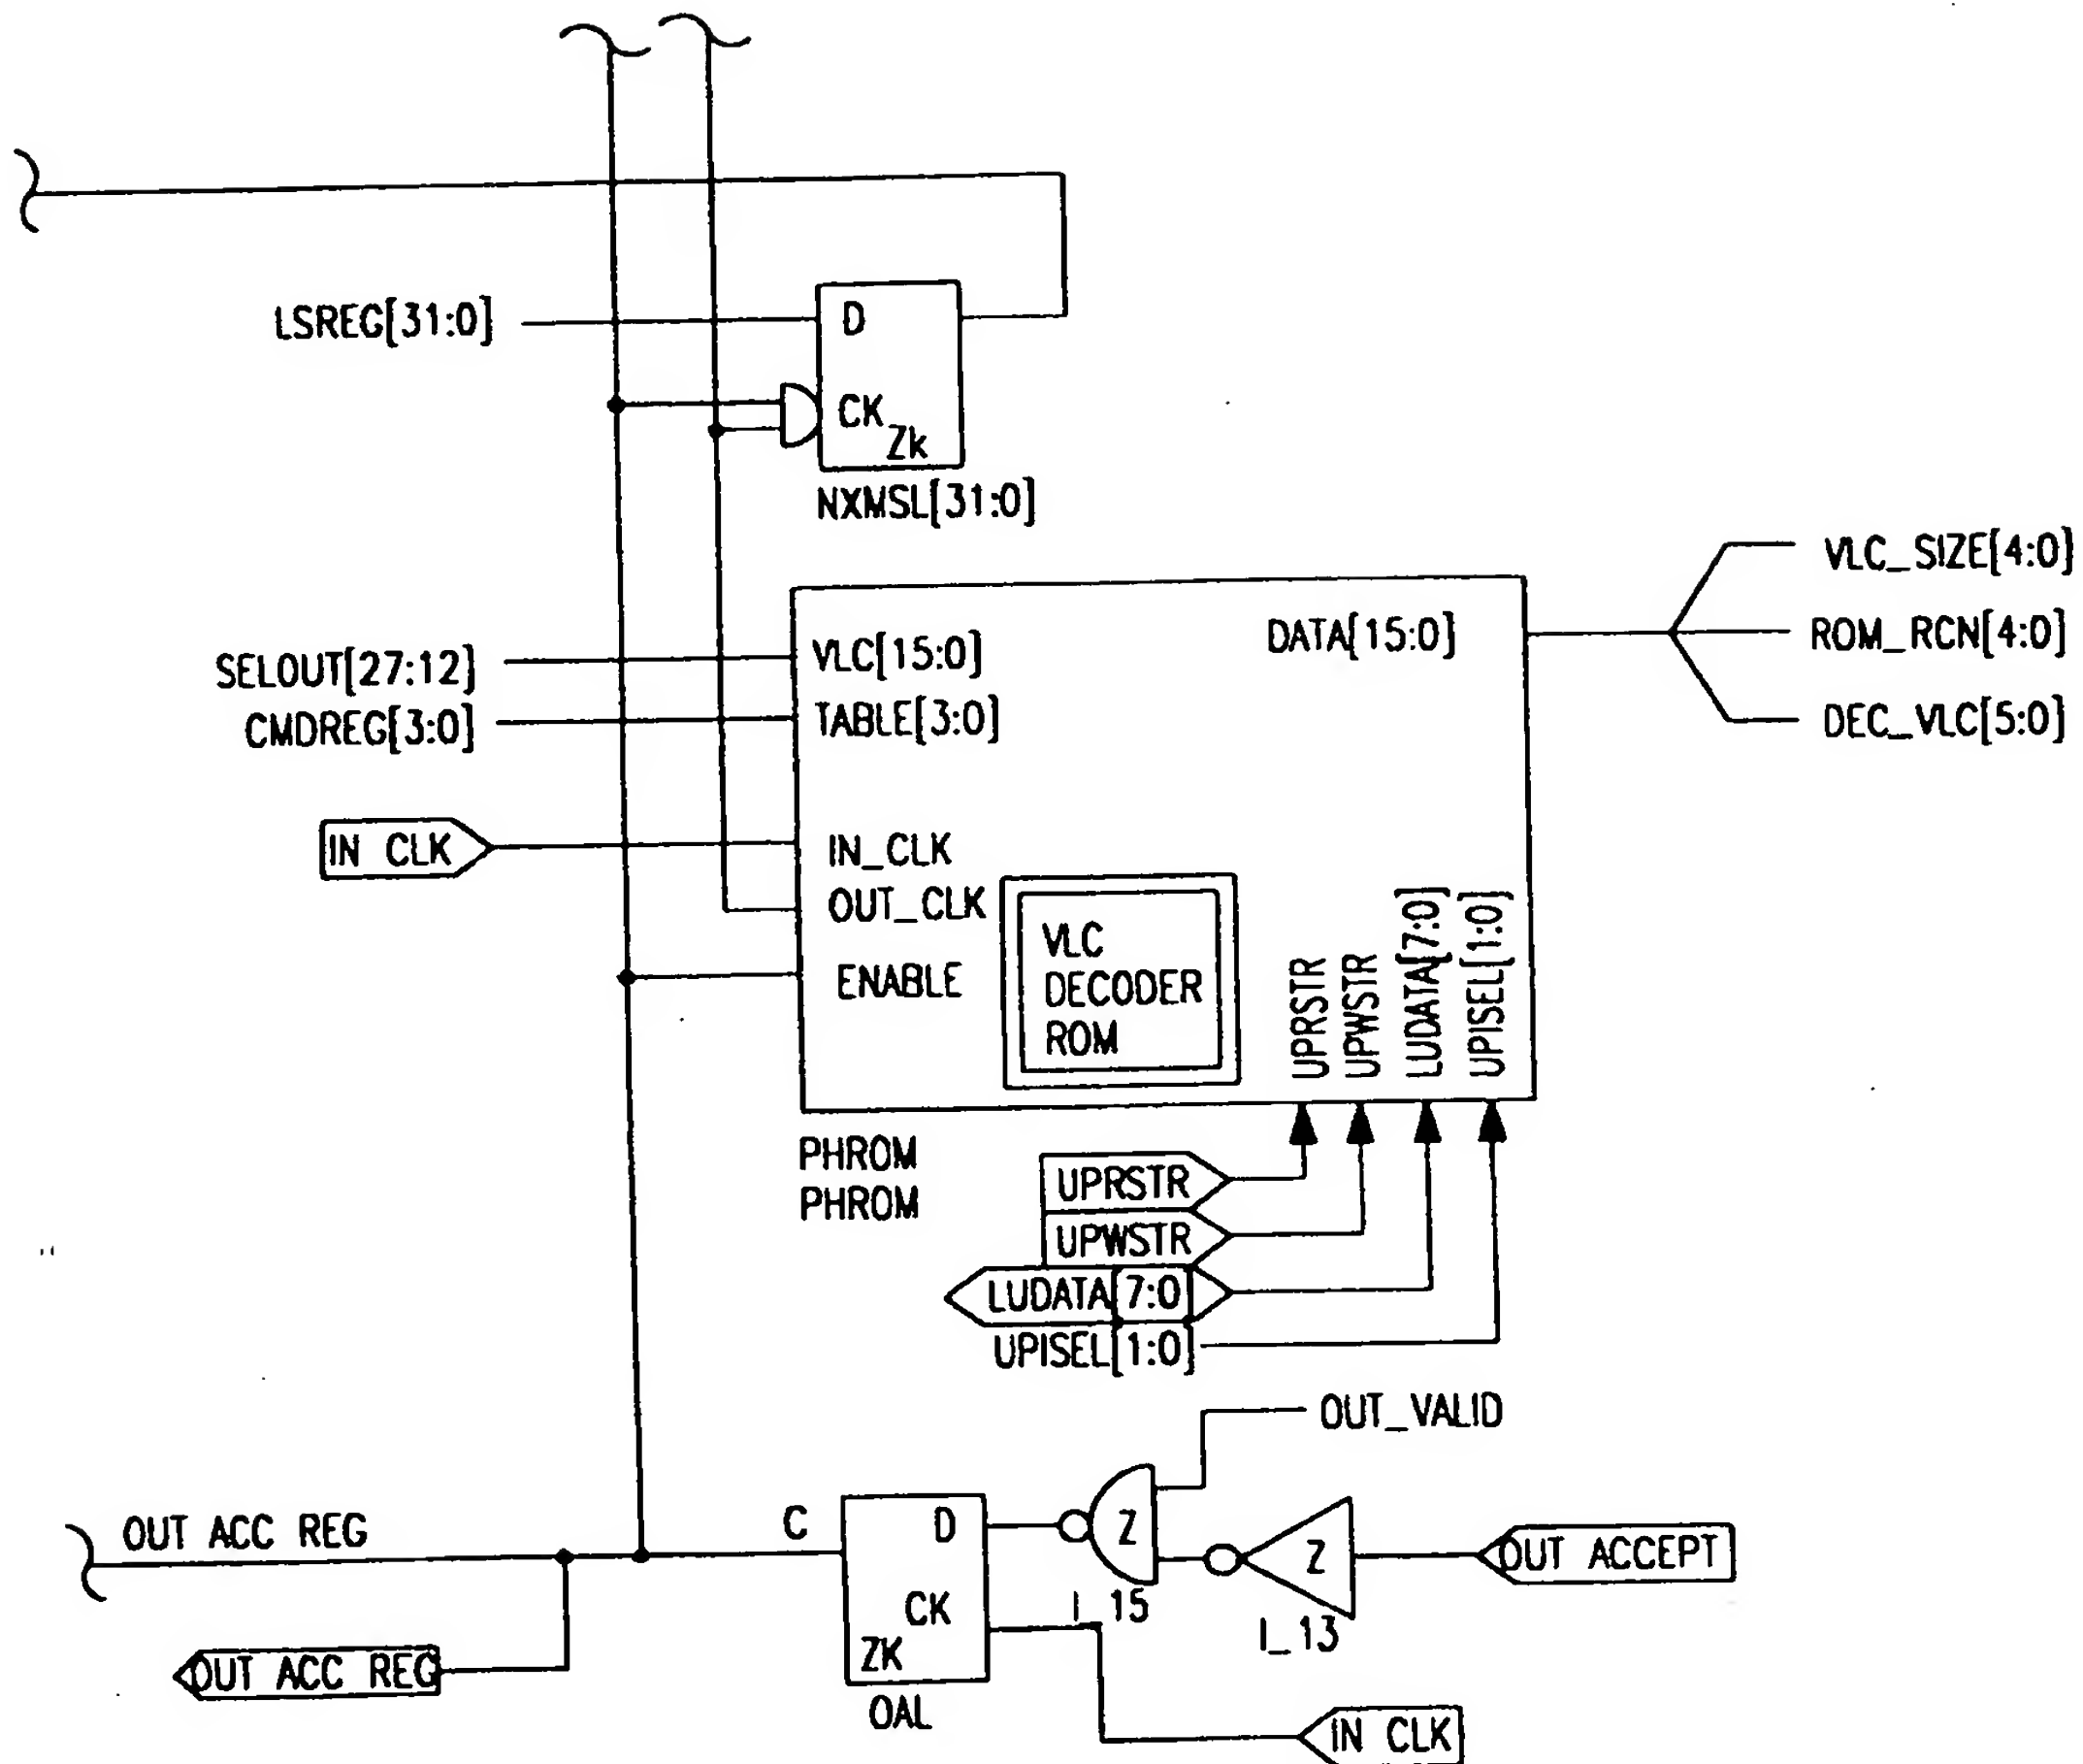 LSREG[31:0]
D
CK
Zk
NXMSL[31:0]
VLC_SIZE[4:0]
ROM_RCN[4:0]
DEC_VLC[5:0]
DATA[15:0]
SELOUT[27:12]
VLC[15:0]
CMDREG[3:0]
TABLE[3:0]
IN CLK
IN_CLK
OUT_CLK
ENABLE
VLC
DECODER
ROM
UPRSTR
UPWSTR
LUDATA[7:0]
UPISEL[1:0]
PHROM
PHROM
UPRSTR
UPWSTR
LUDATA[7:0]
UPISEL[1:0]
OUT_VALID
OUT ACC REG
C
D
Z
Z
OUT ACCEPT
CK
I_15
I_13
ZK
OUT ACC REG
OAL
IN CLK